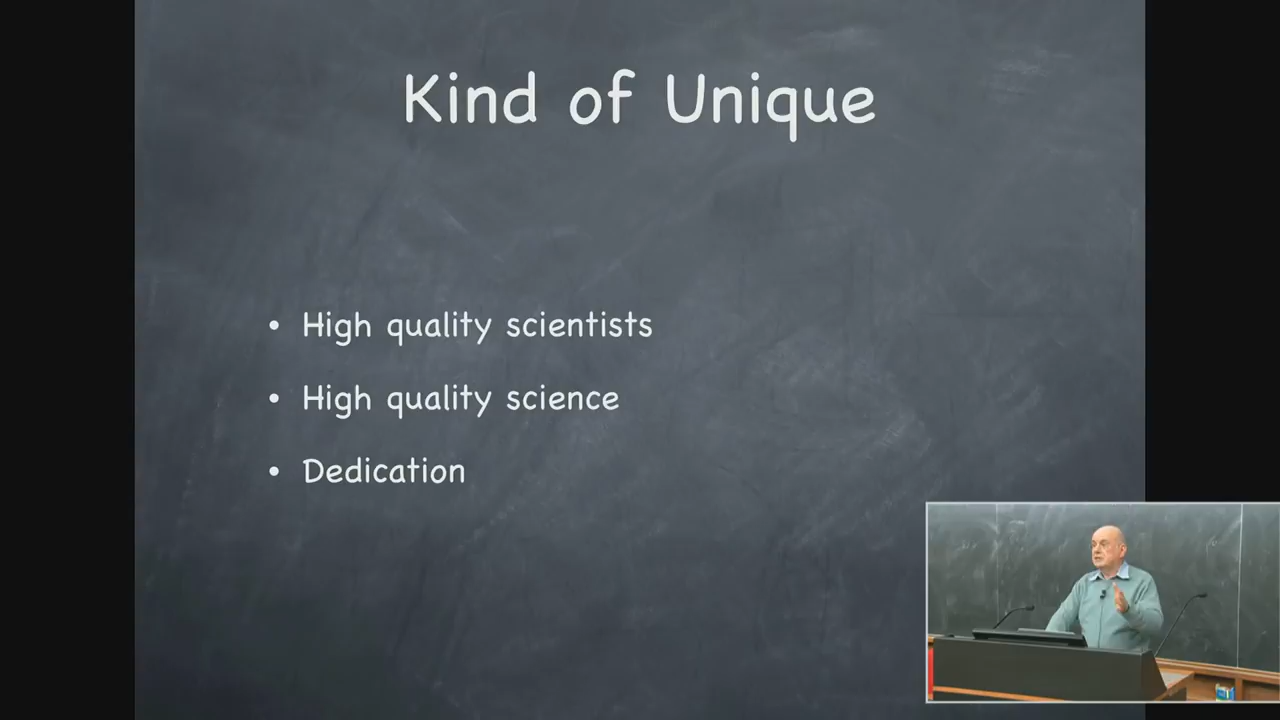 Kind of Unique
• High quality scientists
• High quality science
• Dedication